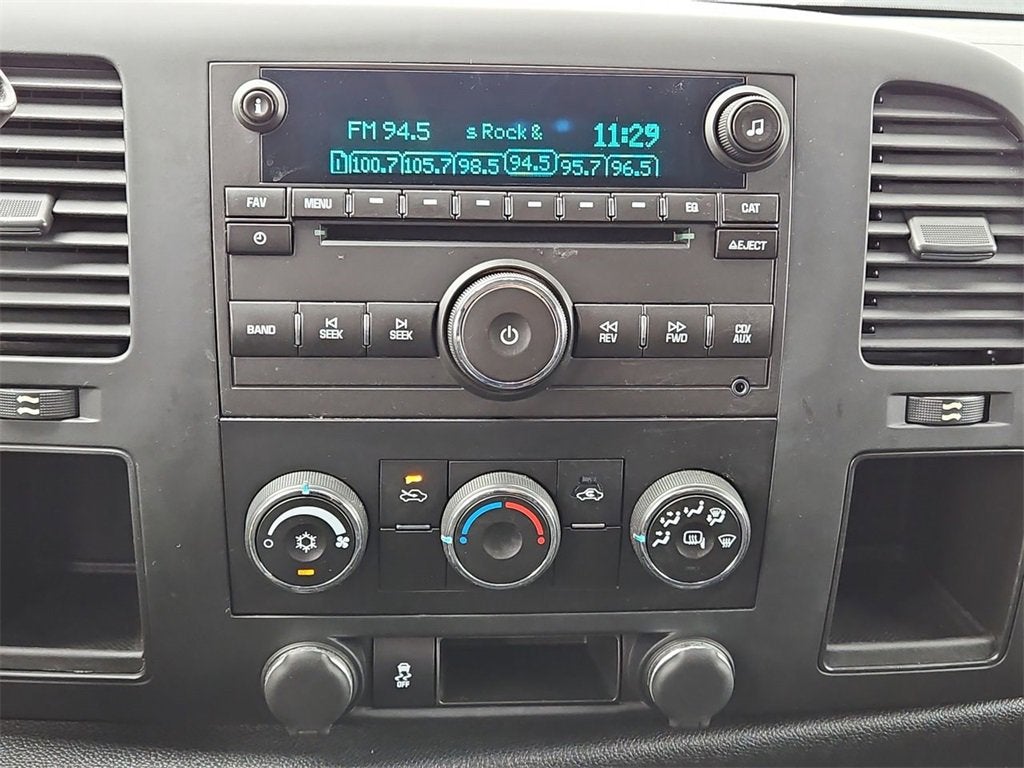 FM 94.5 s Rock & 11:29
1 100.7 105.7 98.5 94.5 95.7 96.5
FAV MENU EQ CAT
EJECT
BAND SEEK SEEK REV FWD CD/
AUX
OFF